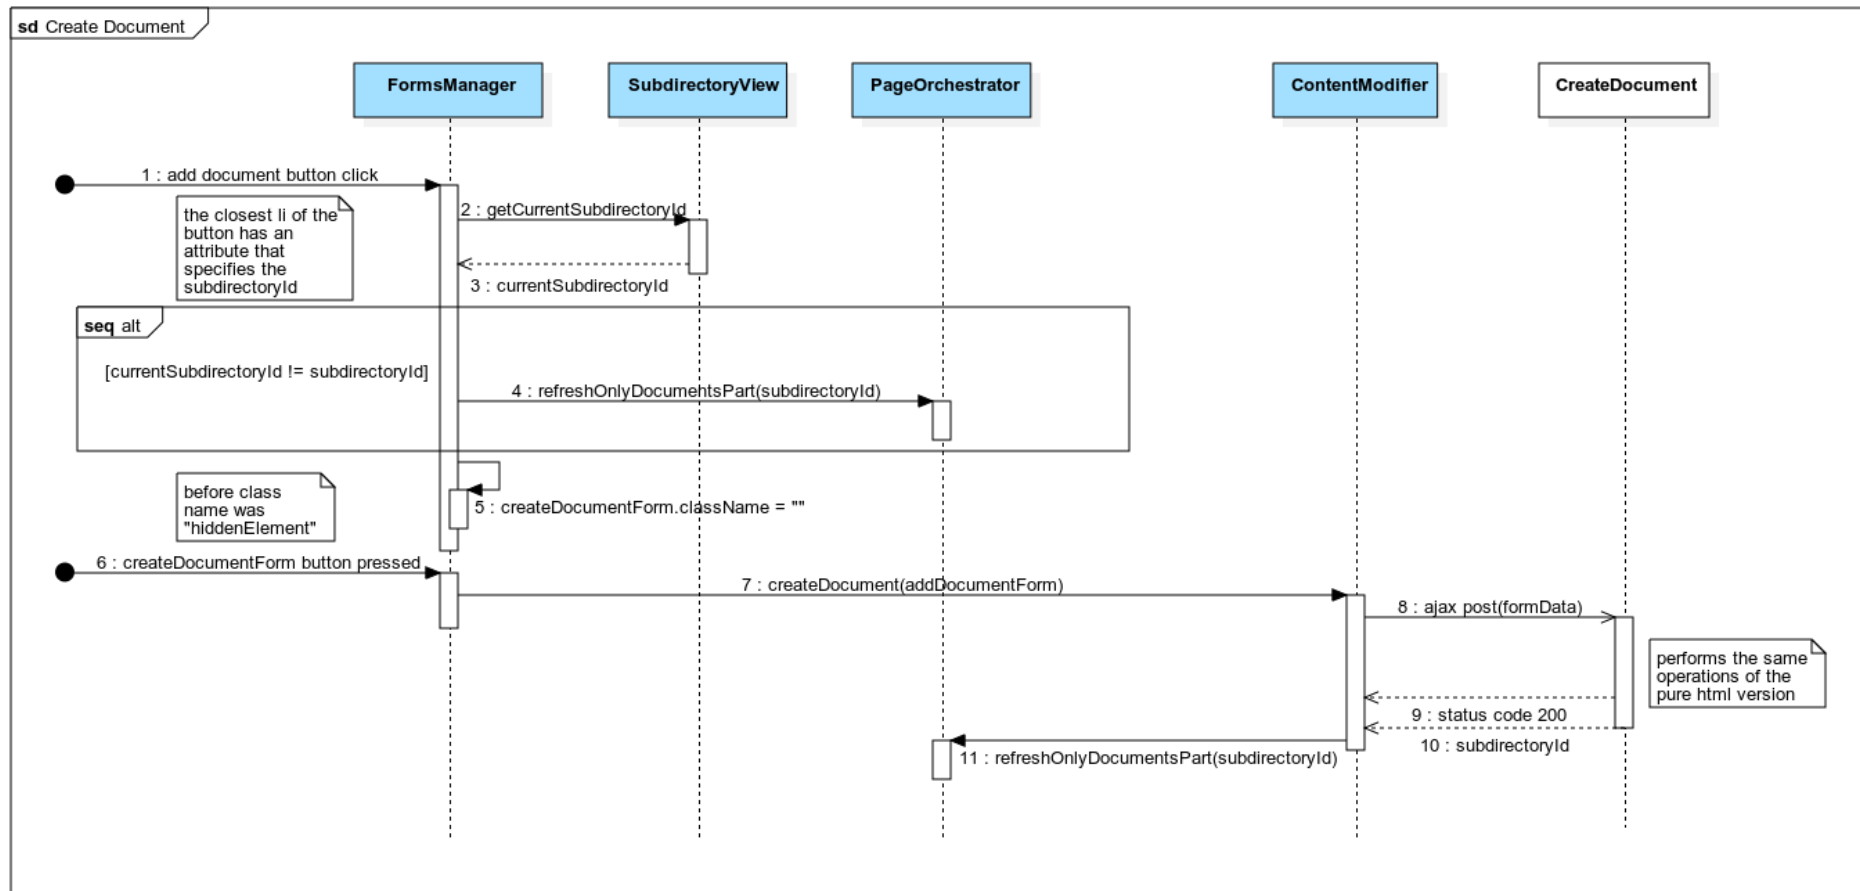 sd Create Document
FormsManager
SubdirectoryView
PageOrchestrator
ContentModifier
CreateDocument
1 : add document button click
the closest li of the
button has an
attribute that
specifies the
subdirectoryId
2 : getCurrentSubdirectoryId
3 : currentSubdirectoryId
seq alt
[currentSubdirectoryId != subdirectoryId]
4 : refreshOnlyDocumentsPart(subdirectoryId)
before class
name was
"hiddenElement"
5 : createDocumentForm.className = ""
6 : createDocumentForm button pressed
7 : createDocument(addDocumentForm)
8 : ajax post(formData)
performs the same
operations of the
pure html version
9 : status code 200
10 : subdirectoryId
11 : refreshOnlyDocumentsPart(subdirectoryId)